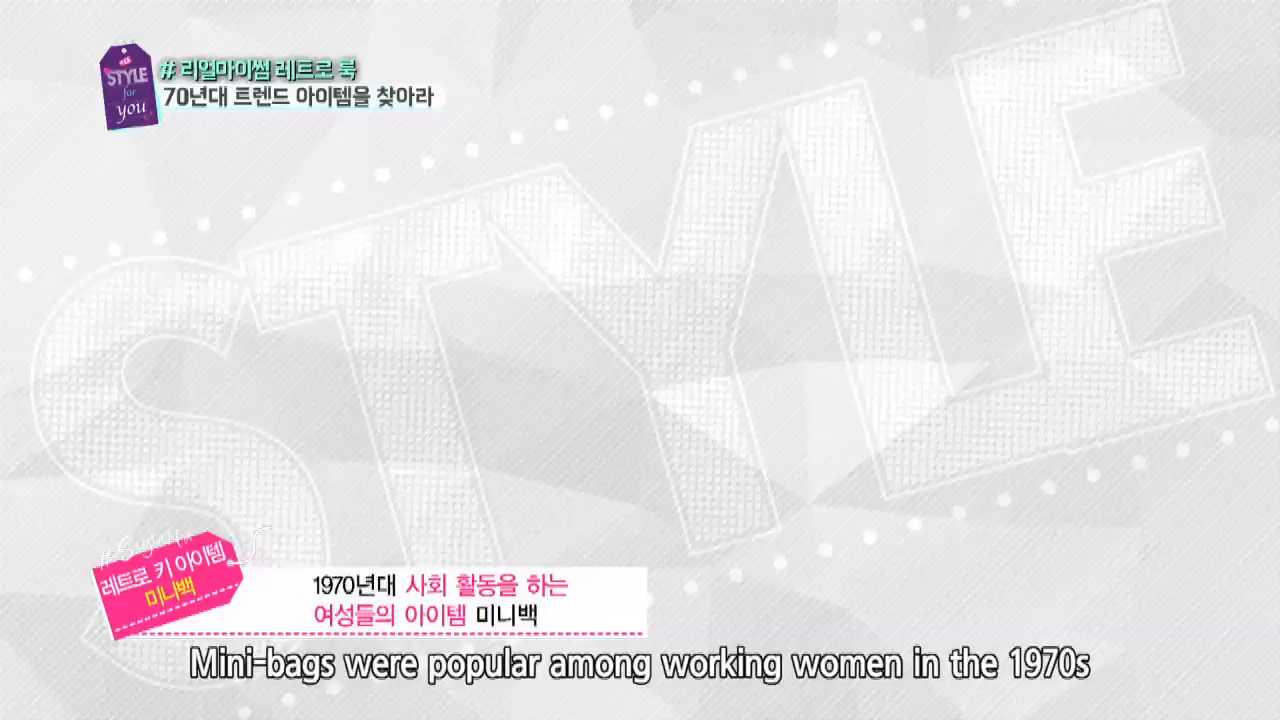 STYLE
for
you
# 리얼마이썸 레트로 룩
70년대 트렌드 아이템을 찾아라
STYLE
레트로 키 아이템
미니백
1970년대 사회 활동을 하는
여성들의 아이템 미니백
Mini-bags were popular among working women in the 1970s